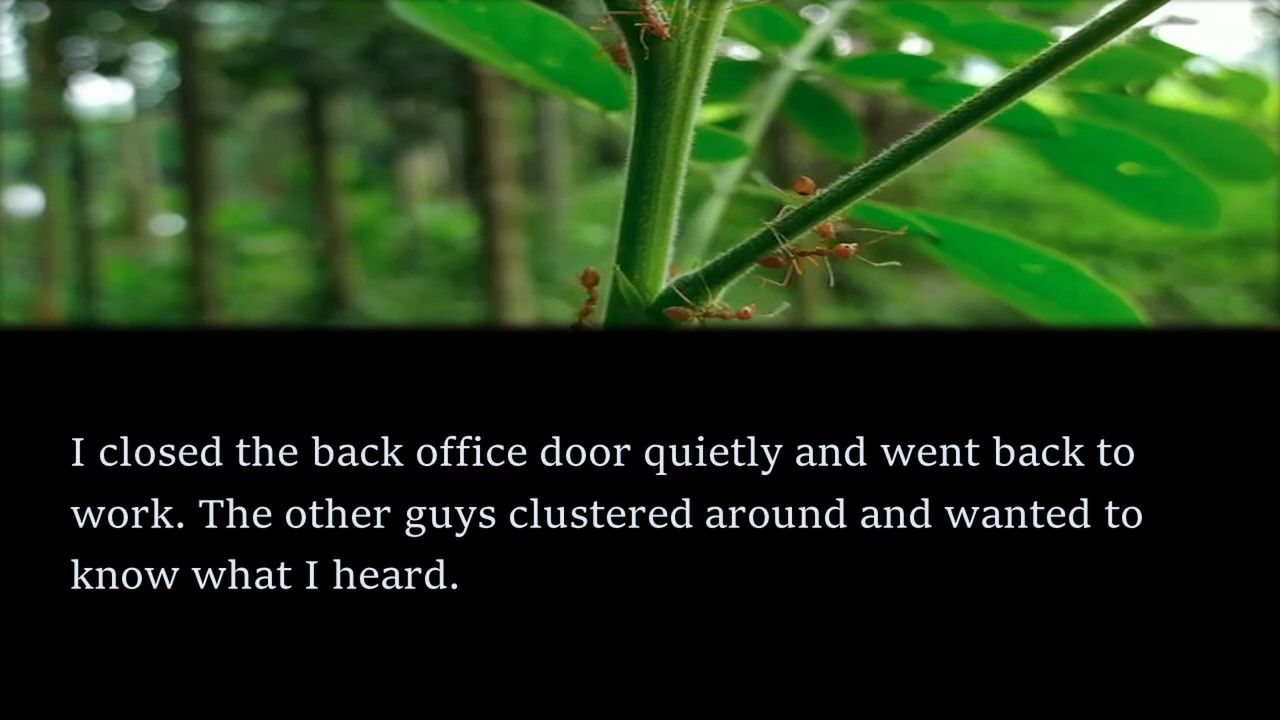 I closed the back office door quietly and went back to
work. The other guys clustered around and wanted to
know what I heard.